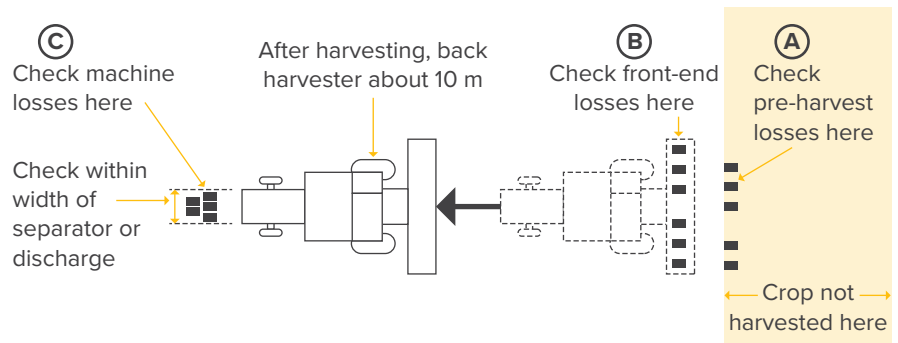 C
Check machine
losses here
After harvesting, back
harvester about 10 m
B
Check front-end
losses here
A
Check
pre-harvest
losses here
Check within
width of
separator or
discharge
Crop not
harvested here